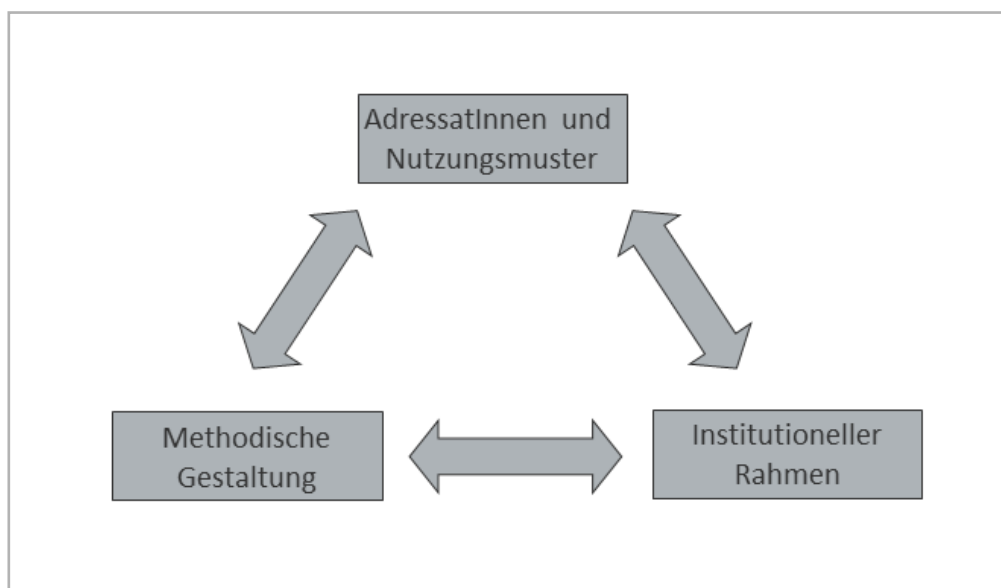 AdressatInnen und
Nutzungsmuster
Methodische
Gestaltung
Institutioneller
Rahmen